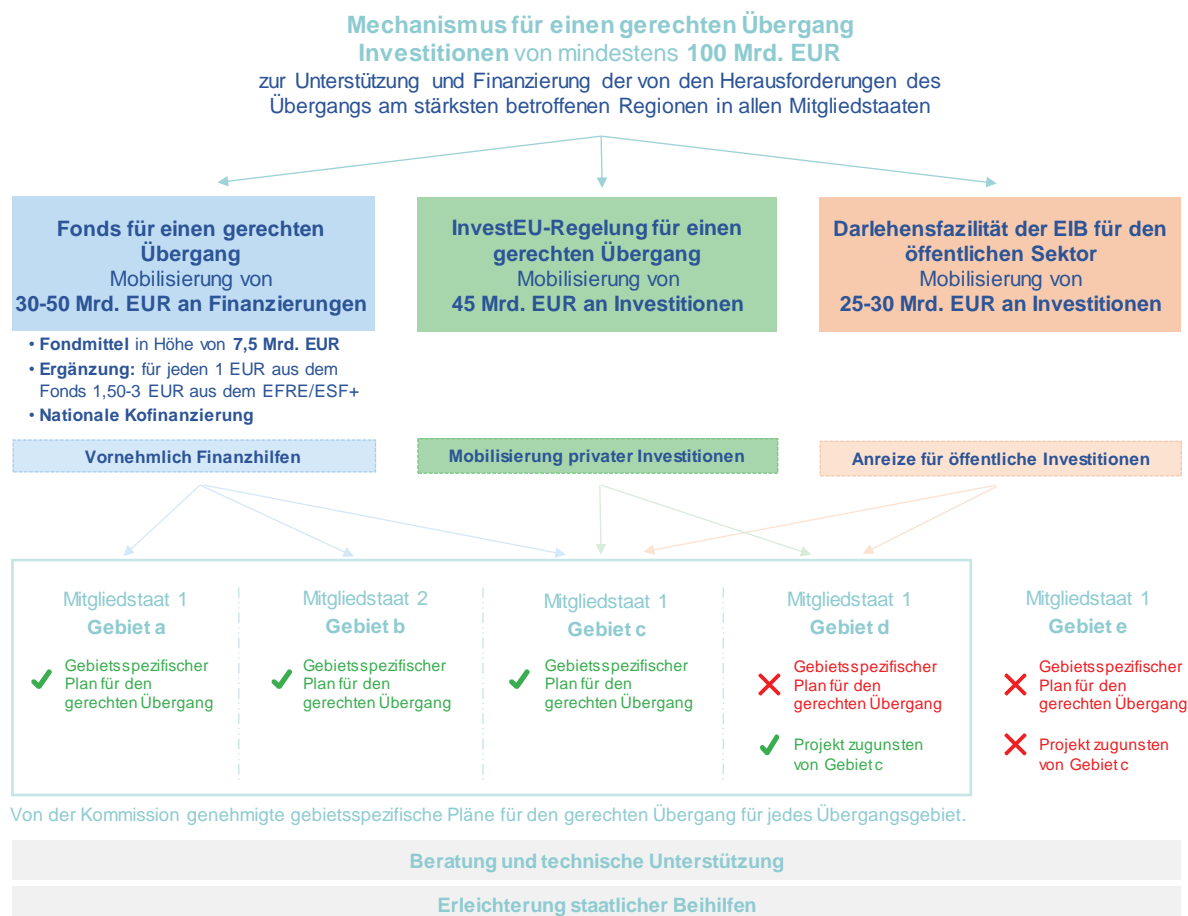 Mechanismus für einen gerechten Übergang
Investitionen von mindestens 100 Mrd. EUR
zur Unterstützung und Finanzierung der von den Herausforderungen des
Übergangs am stärksten betroffenen Regionen in allen Mitgliedstaaten
Fonds für einen gerechten
Übergang
Mobilisierung von
30-50 Mrd. EUR an Finanzierungen
InvestEU-Regelung für einen
gerechten Übergang
Mobilisierung von
45 Mrd. EUR an Investitionen
Darlehensfazilität der EIB für den
öffentlichen Sektor
Mobilisierung von
25-30 Mrd. EUR an Investitionen
• Fondmittel in Höhe von 7,5 Mrd. EUR
• Ergänzung: für jeden 1 EUR aus dem
Fonds 1,50-3 EUR aus dem EFRE/ESF+
• Nationale Kofinanzierung
Vornehmlich Finanzhilfen
Mobilisierung privater Investitionen
Anreize für öffentliche Investitionen
Mitgliedstaat 1
Gebiet a
Gebietsspezifischer
Plan für den
gerechten Übergang
Mitgliedstaat 2
Gebiet b
Gebietsspezifischer
Plan für den
gerechten Übergang
Mitgliedstaat 1
Gebiet c
Gebietsspezifischer
Plan für den
gerechten Übergang
Mitgliedstaat 1
Gebiet d
Gebietsspezifischer
Plan für den
gerechten Übergang
Projekt zugunsten
von Gebiet c
Mitgliedstaat 1
Gebiet e
Gebietsspezifischer
Plan für den
gerechten Übergang
Projekt zugunsten
von Gebiet c
Von der Kommission genehmigte gebietsspezifische Pläne für den gerechten Übergang für jedes Übergangsgebiet.
Beratung und technische Unterstützung
Erleichterung staatlicher Beihilfen